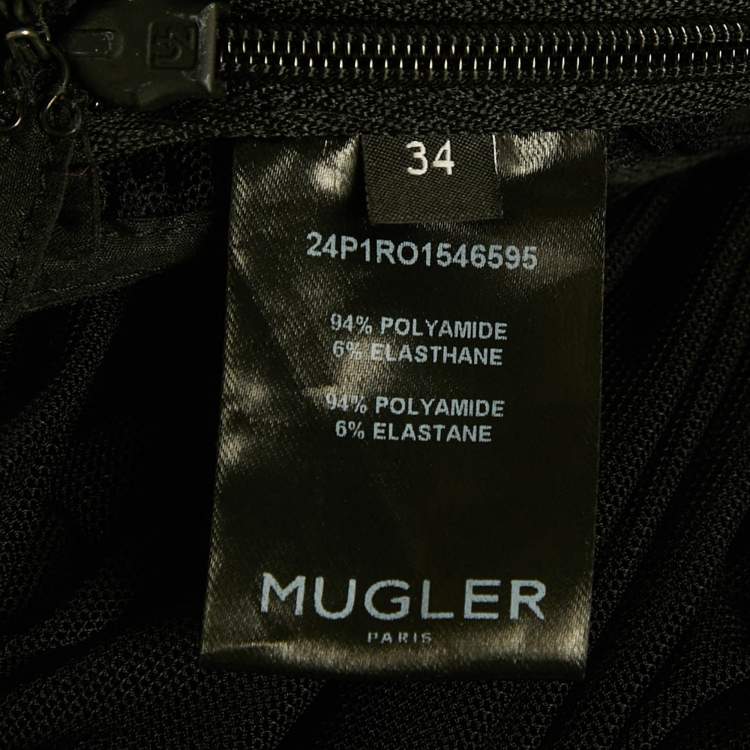 34
24P1RO1546595
94% POLYAMIDE
6% ELASTHANE
94% POLYAMIDE
6% ELASTANE
MUGLER
PARIS